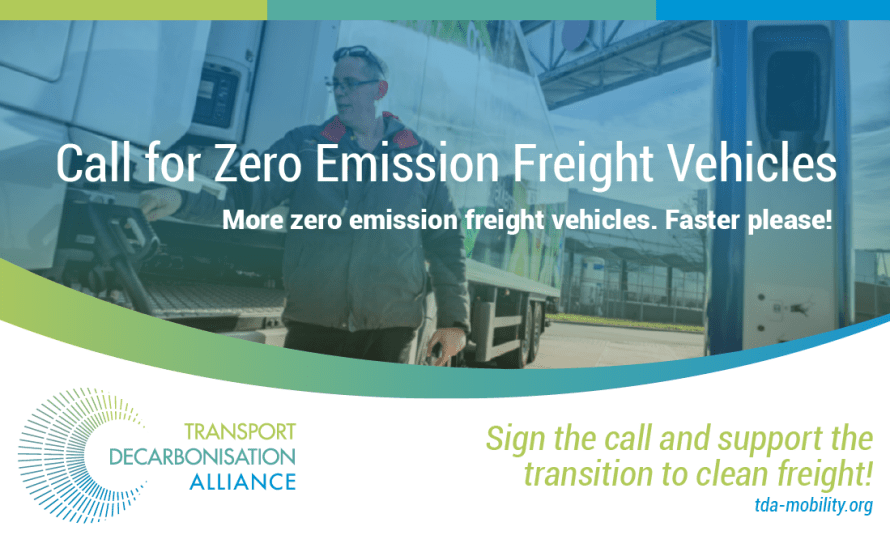 Call for Zero Emission Freight Vehicles
More zero emission freight vehicles. Faster please!
TRANSPORT
DECARBONISATION
ALLIANCE
Sign the call and support the
transition to clean freight!
tda-mobility.org